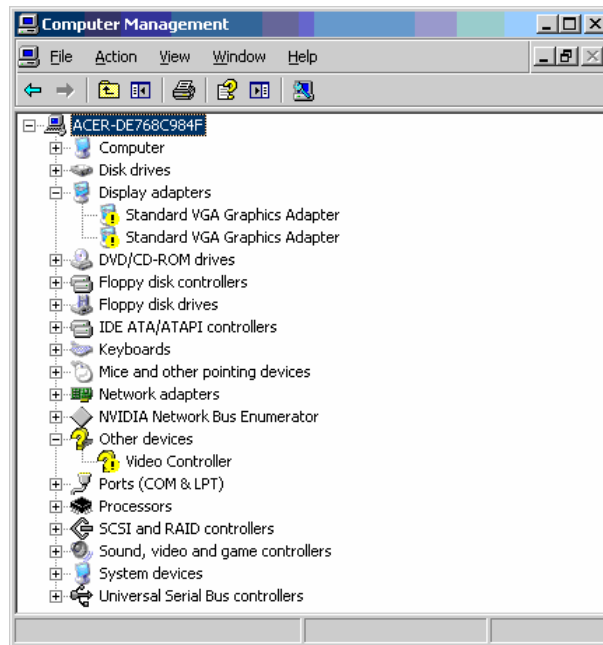 Computer Management
File Action View Window Help
ACER-DE768C984F
Computer
Disk drives
Display adapters
Standard VGA Graphics Adapter
Standard VGA Graphics Adapter
DVD/CD-ROM drives
Floppy disk controllers
Floppy disk drives
IDE ATA/ATAPI controllers
Keyboards
Mice and other pointing devices
Network adapters
NVIDIA Network Bus Enumerator
Other devices
Video Controller
Ports (COM & LPT)
Processors
SCSI and RAID controllers
Sound, video and game controllers
System devices
Universal Serial Bus controllers